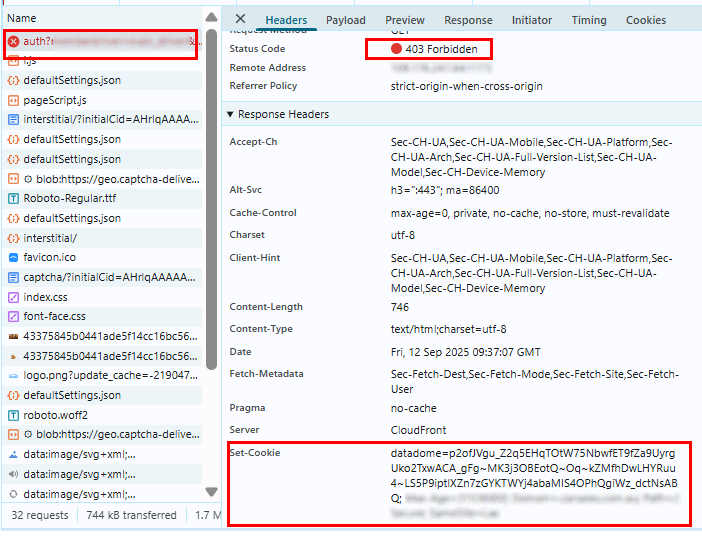 Name
auth?
i.js
defaultSettings.json
pageScript.js
interstitial/?initialCid=AHrlqAAAAA...
defaultSettings.json
defaultSettings.json
blob:https://geo.captcha-delive...
Roboto-Regular.ttf
defaultSettings.json
interstitial/
favicon.ico
captcha/?initialCid=AHrlqAAAAA...
index.css
font-face.css
43375845b0441ade5f14cc16bc56...
43375845b0441ade5f14cc16bc56...
logo.png?update_cache=-219047...
defaultSettings.json
roboto.woff2
blob:https://geo.captcha-delive...
data:image/svg+xml;...
data:image/svg+xml;...
data:image/svg+xml;...
32 requests 744 kB transferred 1.7 M
Headers Payload Preview Response Initiator Timing Cookies
Request Method GET
Status Code 403 Forbidden
Remote Address
Referrer Policy strict-origin-when-cross-origin
Response Headers
Accept-Ch Sec-CH-UA,Sec-CH-UA-Mobile,Sec-CH-UA-Platform,Sec-
CH-UA-Arch,Sec-CH-UA-Full-Version-List,Sec-CH-UA-
Model,Sec-CH-Device-Memory
Alt-Svc h3=":443"; ma=86400
Cache-Control max-age=0, private, no-cache, no-store, must-revalidate
Charset utf-8
Client-Hint Sec-CH-UA,Sec-CH-UA-Mobile,Sec-CH-UA-Platform,Sec-
CH-UA-Arch,Sec-CH-UA-Full-Version-List,Sec-CH-UA-
Model,Sec-CH-Device-Memory
Content-Length 746
Content-Type text/html;charset=utf-8
Date Fri, 12 Sep 2025 09:37:07 GMT
Fetch-Metadata Sec-Fetch-Dest,Sec-Fetch-Mode,Sec-Fetch-Site,Sec-Fetch-
User
Pragma no-cache
Server CloudFront
Set-Cookie datadome=p2ofJVgu_Z2q5EHqTOtW75NbwfET9fZa9Uyrg
Uko2TxwACA_gFg~MK3j3OBEotQ~Oq~kZMfhDwLHYRuu
4~LS5P9iptlXZn7zGYKTWYj4abaMlS4OPhQgiWz_dctNsAB
Q;